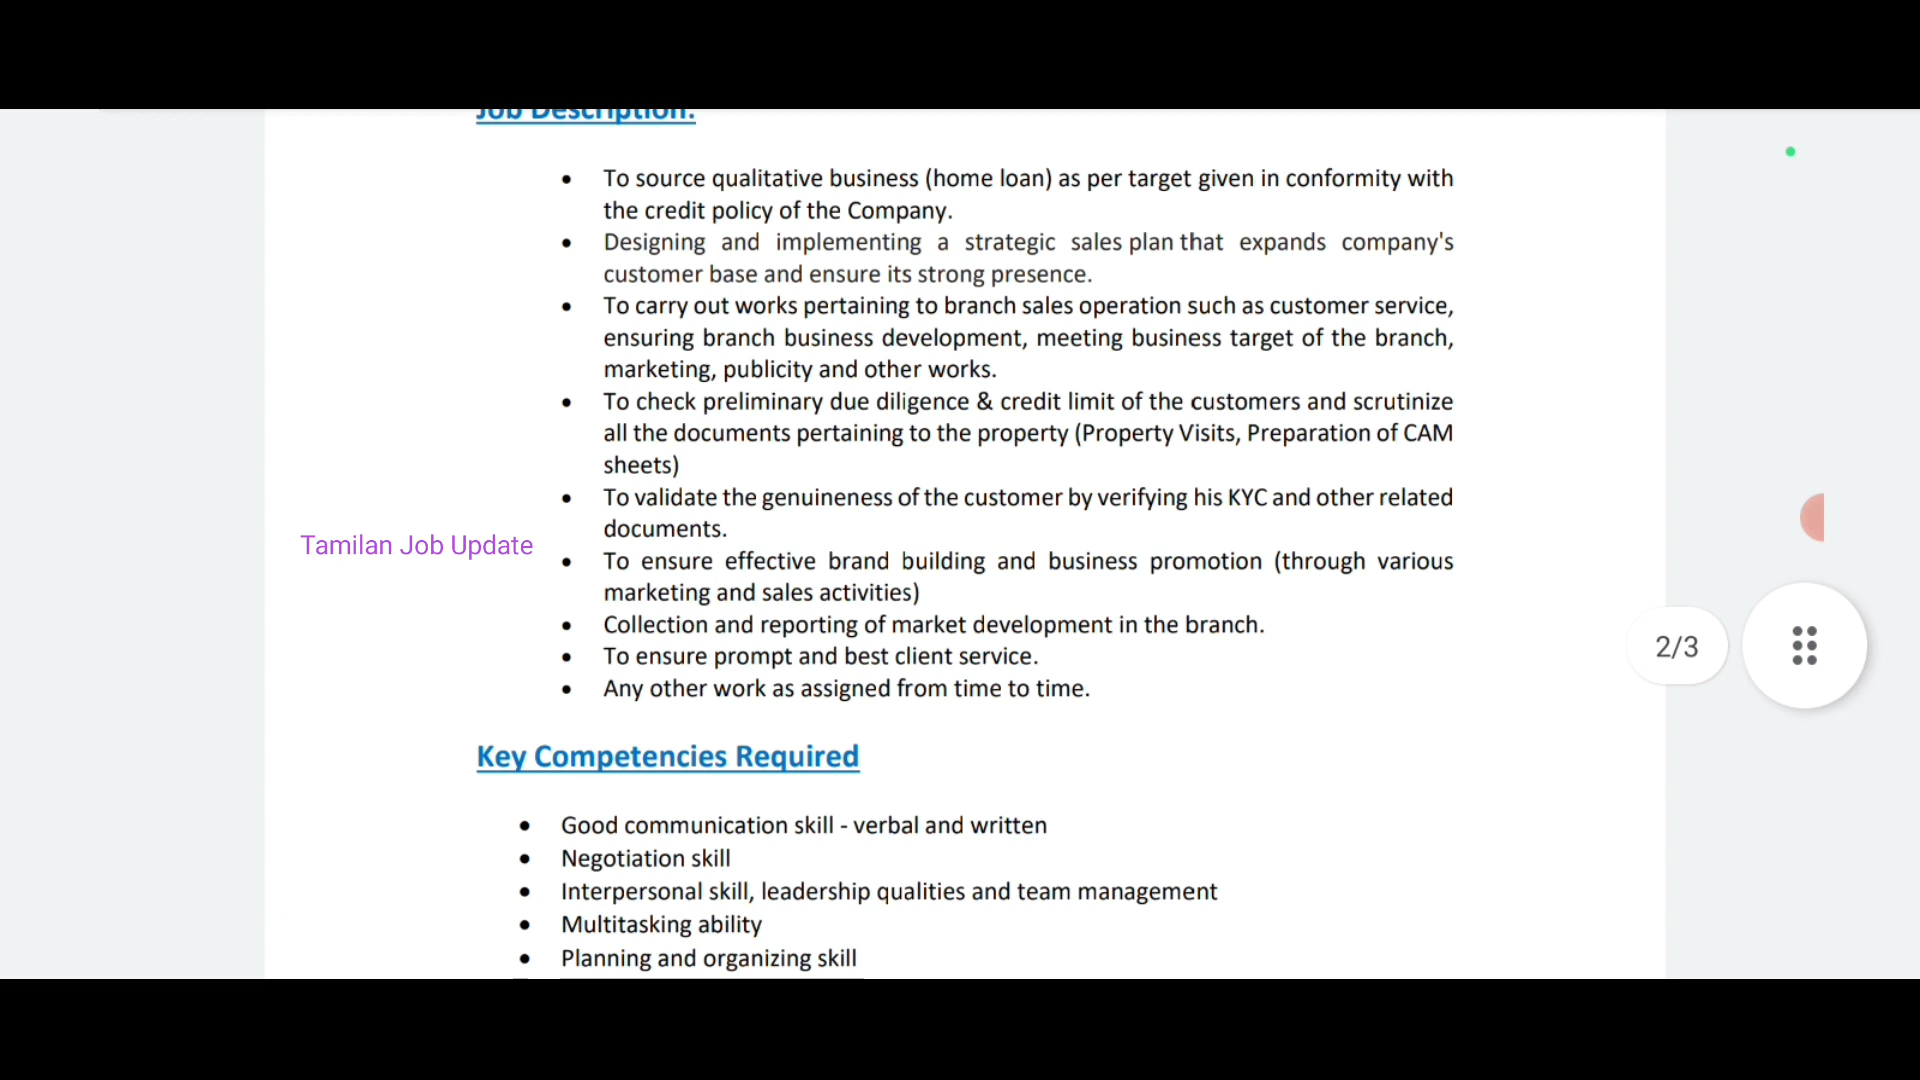 Job Description:
• To source qualitative business (home loan) as per target given in conformity with
the credit policy of the Company.
• Designing and implementing a strategic sales plan that expands company's
customer base and ensure its strong presence.
• To carry out works pertaining to branch sales operation such as customer service,
ensuring branch business development, meeting business target of the branch,
marketing, publicity and other works.
• To check preliminary due diligence & credit limit of the customers and scrutinize
all the documents pertaining to the property (Property Visits, Preparation of CAM
sheets)
• To validate the genuineness of the customer by verifying his KYC and other related
documents.
Tamilan Job Update
• To ensure effective brand building and business promotion (through various
marketing and sales activities)
• Collection and reporting of market development in the branch.
2/3
• To ensure prompt and best client service.
• Any other work as assigned from time to time.
Key Competencies Required
• Good communication skill - verbal and written
• Negotiation skill
• Interpersonal skill, leadership qualities and team management
• Multitasking ability
• Planning and organizing skill